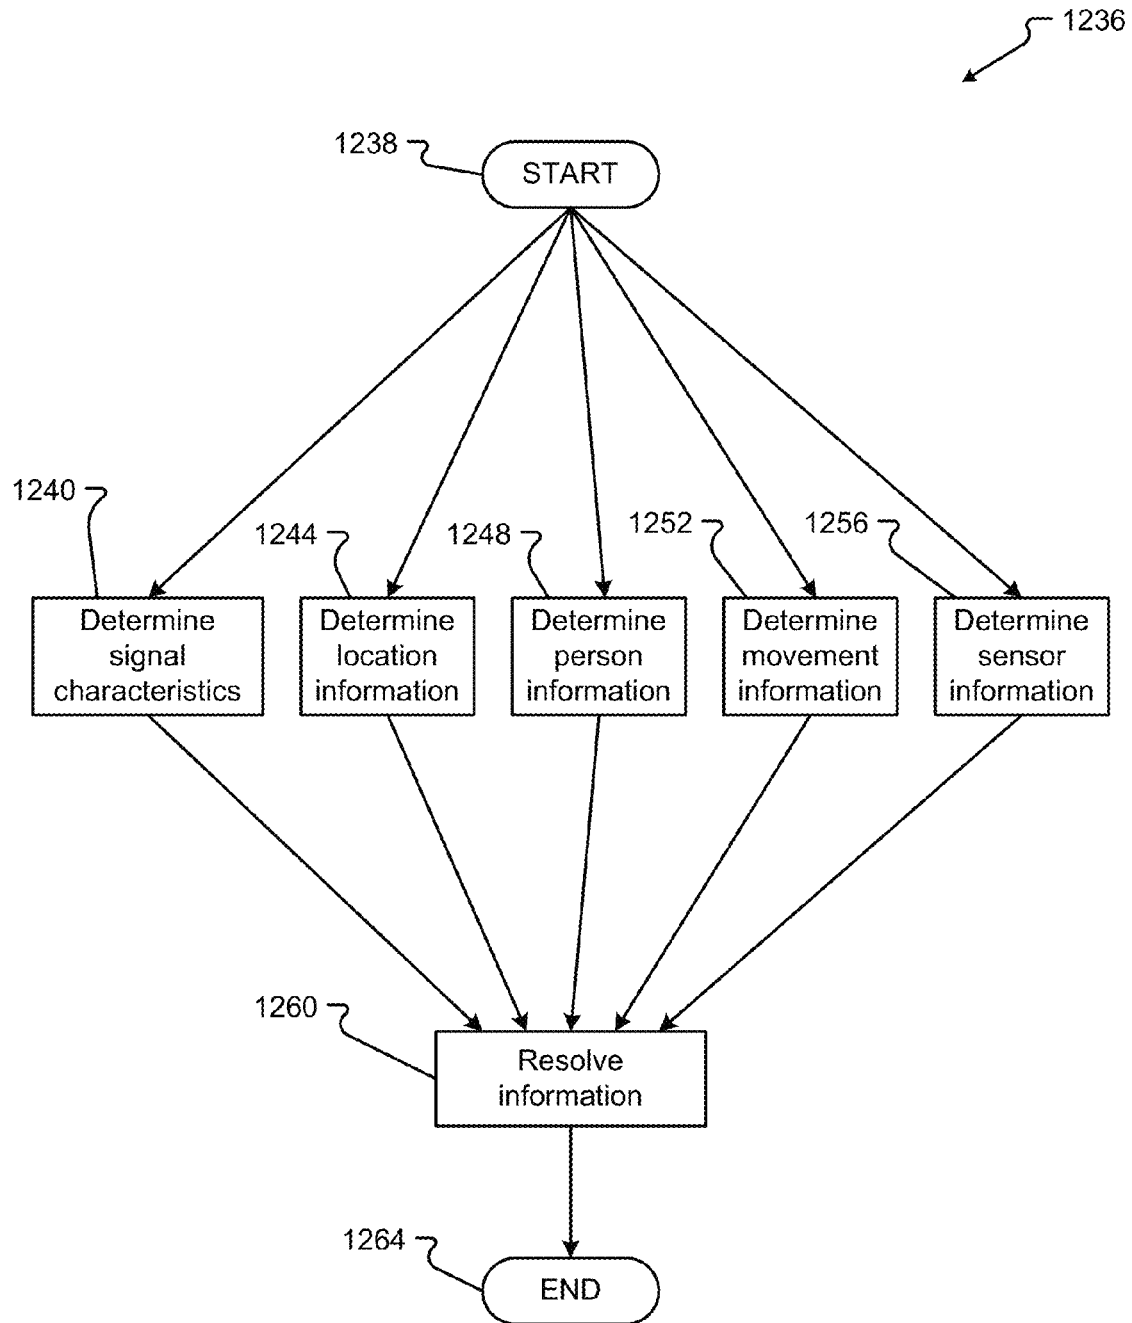 1236
1238
START
1240
1244
1248
1252
1256
Determine
signal
characteristics
Determine
location
information
Determine
person
information
Determine
movement
information
Determine
sensor
information
1260
Resolve
information
1264
END